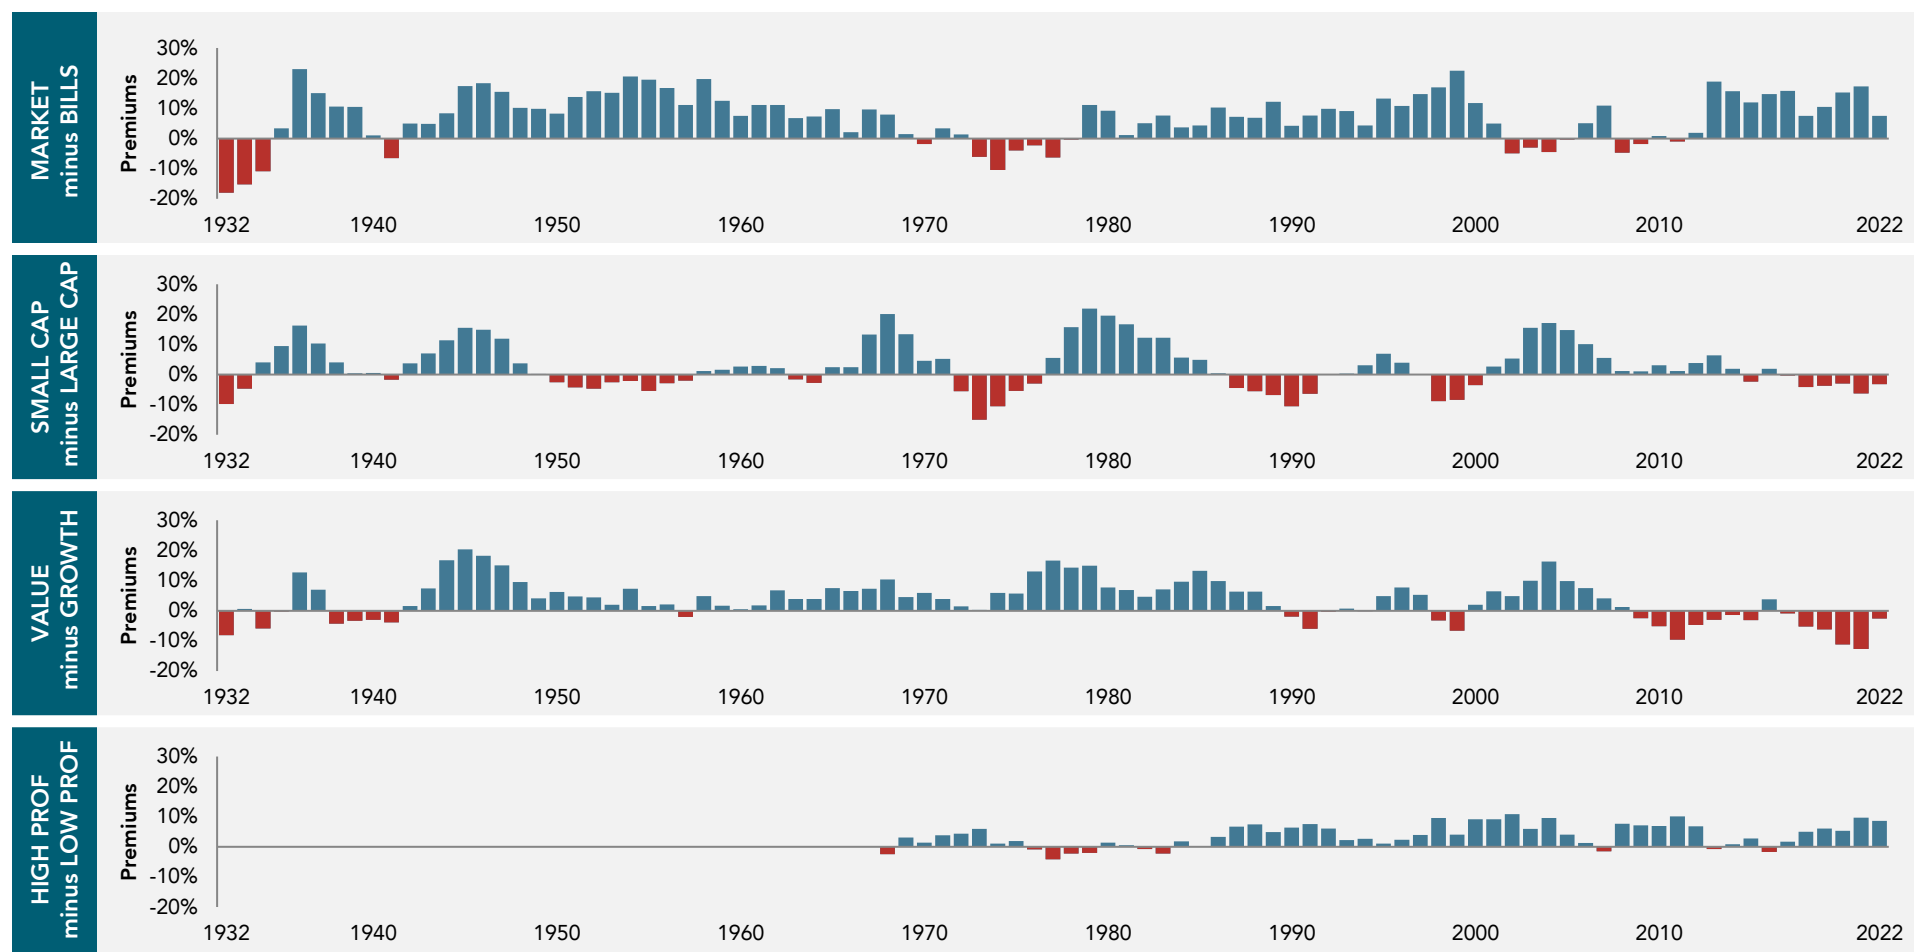 MARKET
minus BILLS
Premiums
30%
20%
10%
0%
-10%
-20%
1932 1940 1950 1960 1970 1980 1990 2000 2010 2022
SMALL CAP
minus LARGE CAP
Premiums
30%
20%
10%
0%
-10%
-20%
1932 1940 1950 1960 1970 1980 1990 2000 2010 2022
VALUE
minus GROWTH
Premiums
30%
20%
10%
0%
-10%
-20%
1932 1940 1950 1960 1970 1980 1990 2000 2010 2022
HIGH PROF
minus LOW PROF
Premiums
30%
20%
10%
0%
-10%
-20%
1932 1940 1950 1960 1970 1980 1990 2000 2010 2022